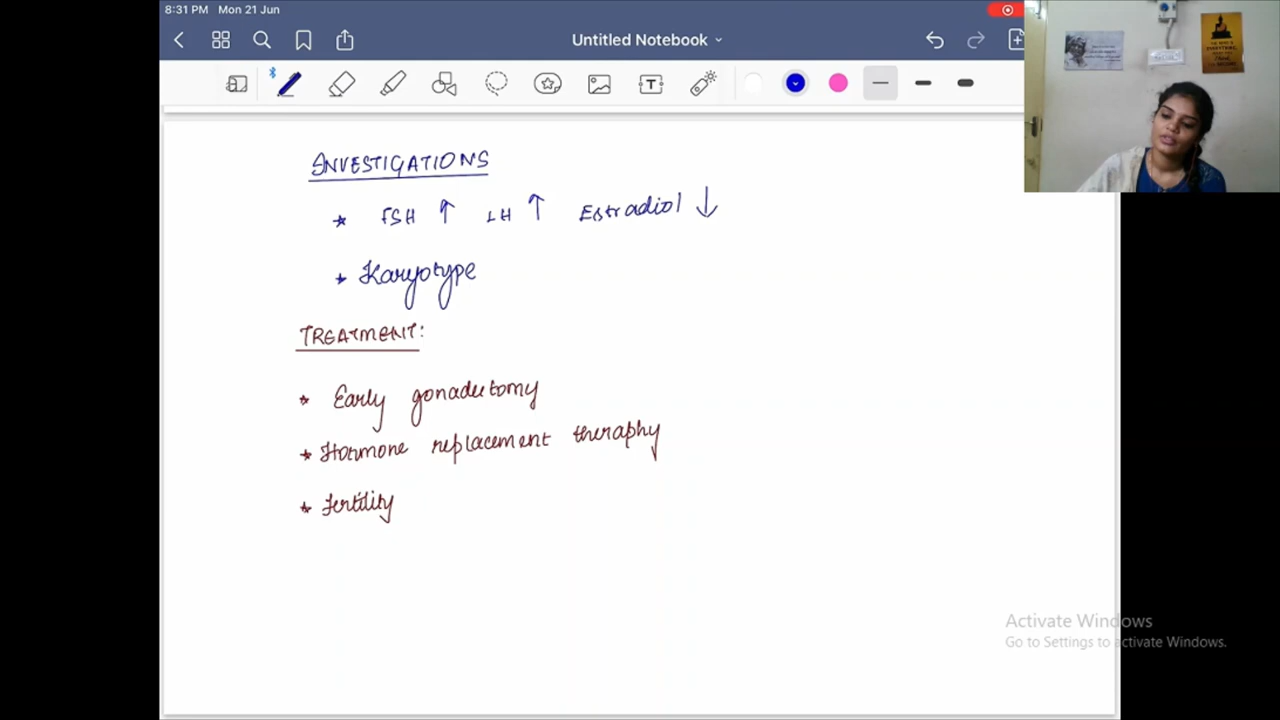 8:31 PM Mon 21 Jun
Untitled Notebook
INVESTIGATIONS
* FSH ↑ LH ↑ Estradiol ↓
* Karyotype
TREATMENT:
* Early gonadectomy
* Hormone replacement theraphy
* Fertility
Activate Windows
Go to Settings to activate Windows.